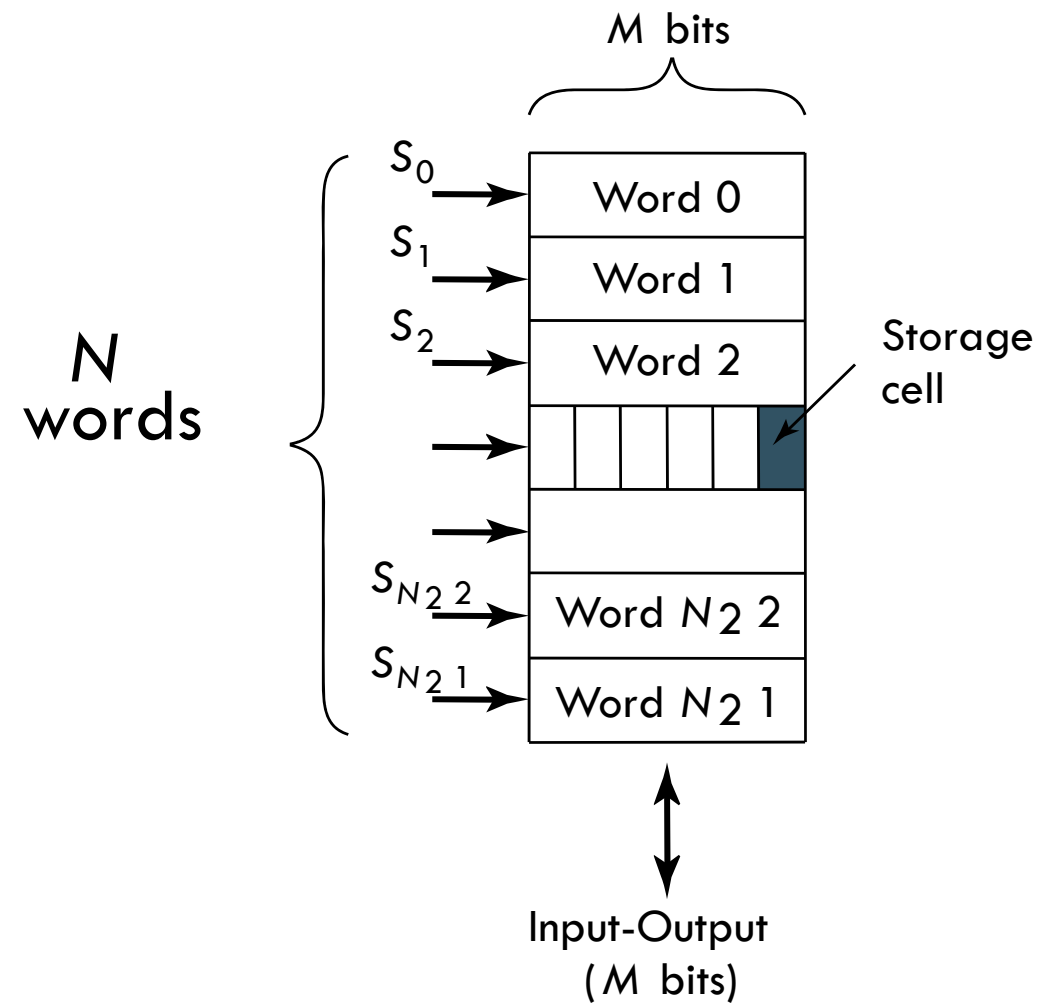 M bits
S0
Word 0
S1
Word 1
S2
Word 2
Storage
cell
N
words
SN2 2
Word N2 2
SN2 1
Word N2 1
Input-Output
(M bits)